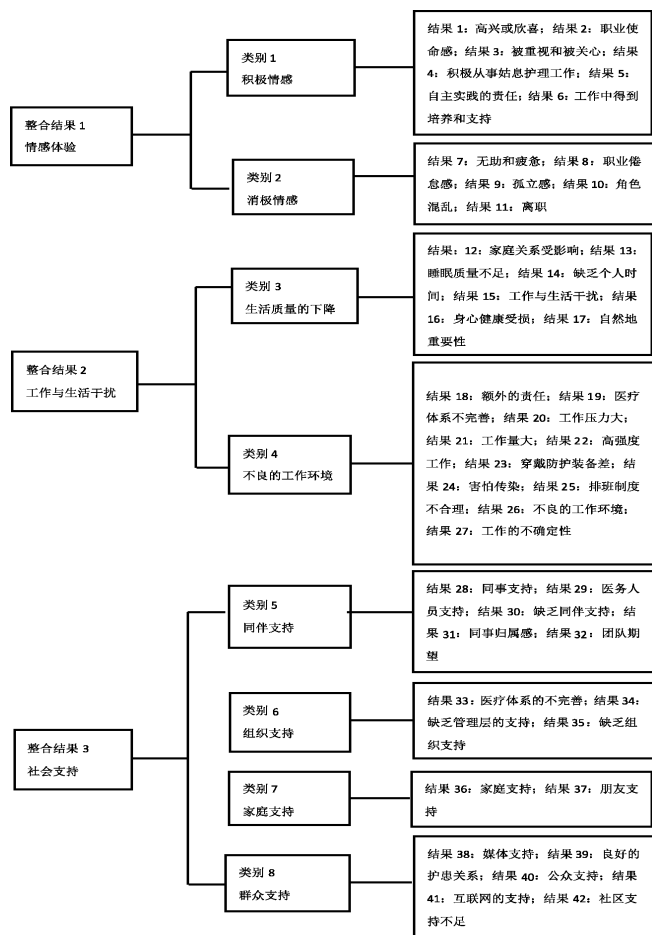 整合结果 1
情感体验
类别 1
积极情感
结果 1：高兴或欣喜；结果 2：职业使
命感；结果 3：被重视和被关心；结果
4：积极从事姑息护理工作；结果 5：
自主实践的责任；结果 6：工作中得到
培养和支持
类别 2
消极情感
结果 7：无助和疲惫；结果 8：职业倦
怠感；结果 9：孤立感；结果 10：角色
混乱；结果 11：离职
整合结果 2
工作与生活干扰
类别 3
生活质量的下降
结果：12：家庭关系受影响；结果 13：
睡眠质量不足；结果 14：缺乏个人时
间；结果 15：工作与生活干扰；结果
16：身心健康受损；结果 17：自然地
重要性
类别 4
不良的工作环境
结果 18：额外的责任；结果 19：医疗
体系不完善；结果 20：工作压力大；
结果 21：工作量大；结果 22：高强度
工作；结果 23：穿戴防护装备差；结
果 24：害怕传染；结果 25：排班制度
不合理；结果 26：不良的工作环境；
结果 27：工作的不确定性
整合结果 3
社会支持
类别 5
同伴支持
结果 28：同事支持；结果 29：医务人
员支持；结果 30：缺乏同伴支持；结
果 31：同事归属感；结果 32：团队期
望
类别 6
组织支持
结果 33：医疗体系的不完善；结果 34：
缺乏管理层的支持；结果 35：缺乏组
织支持
类别 7
家庭支持
结果 36：家庭支持；结果 37：朋友支
持
类别 8
群众支持
结果 38：媒体支持；结果 39：良好的
护患关系；结果 40：公众支持；结果
41：互联网的支持；结果 42：社区支
持不足